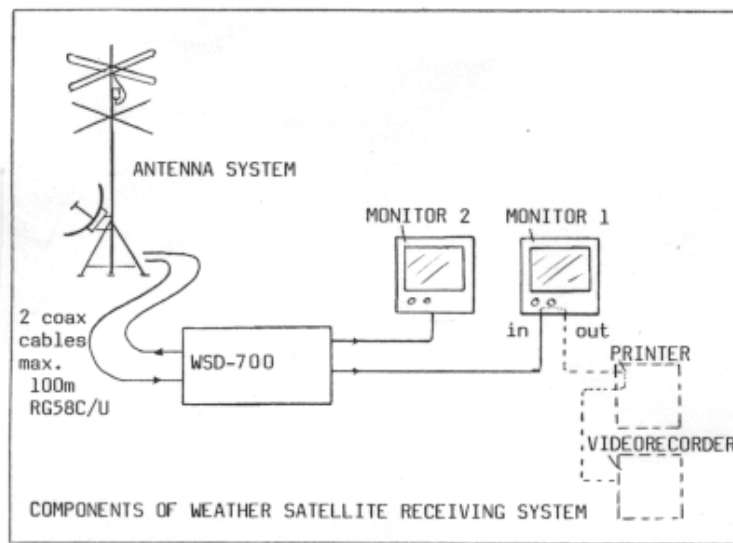 ANTENNA SYSTEM
MONITOR 2
MONITOR 1
2 coax
cables
max.
100m
RG58C/U
WSD-700
in
out
PRINTER
VIDEORECORDER
COMPONENTS OF WEATHER SATELLITE RECEIVING SYSTEM